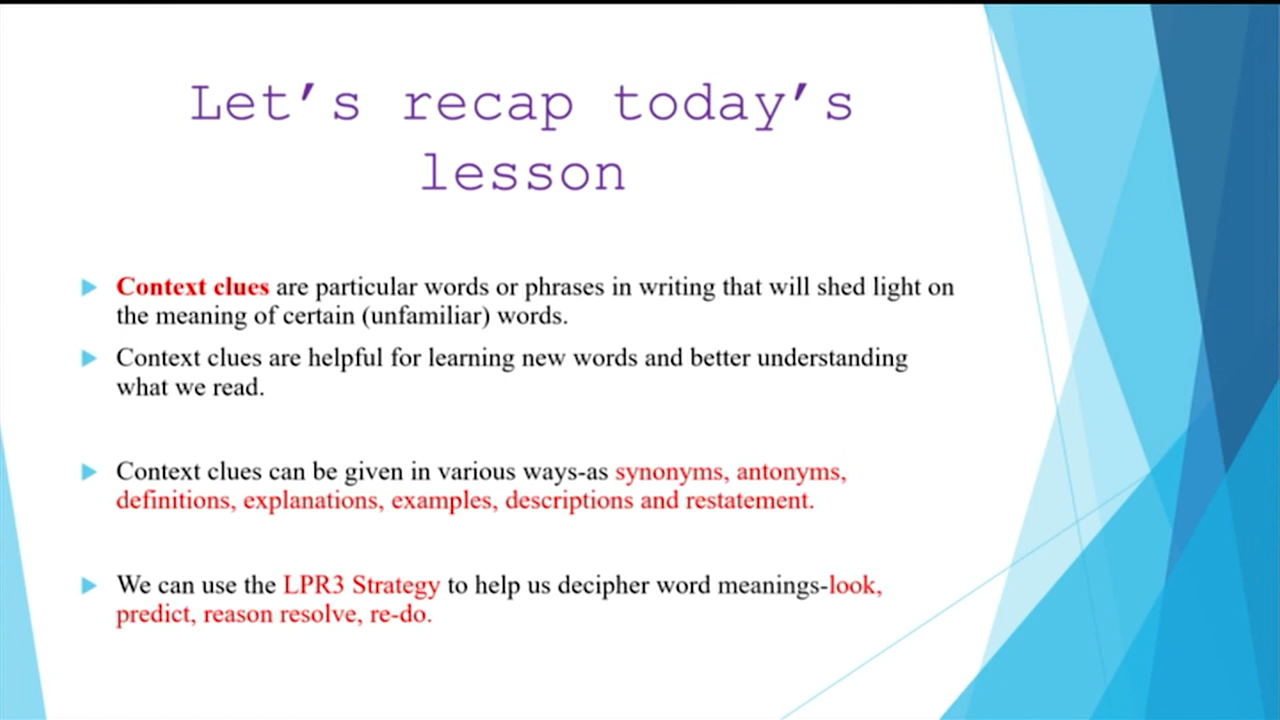 Let’s recap today’s
lesson
Context clues are particular words or phrases in writing that will shed light on
the meaning of certain (unfamiliar) words.
Context clues are helpful for learning new words and better understanding
what we read.
Context clues can be given in various ways-as synonyms, antonyms,
definitions, explanations, examples, descriptions and restatement.
We can use the LPR3 Strategy to help us decipher word meanings-look,
predict, reason resolve, re-do.